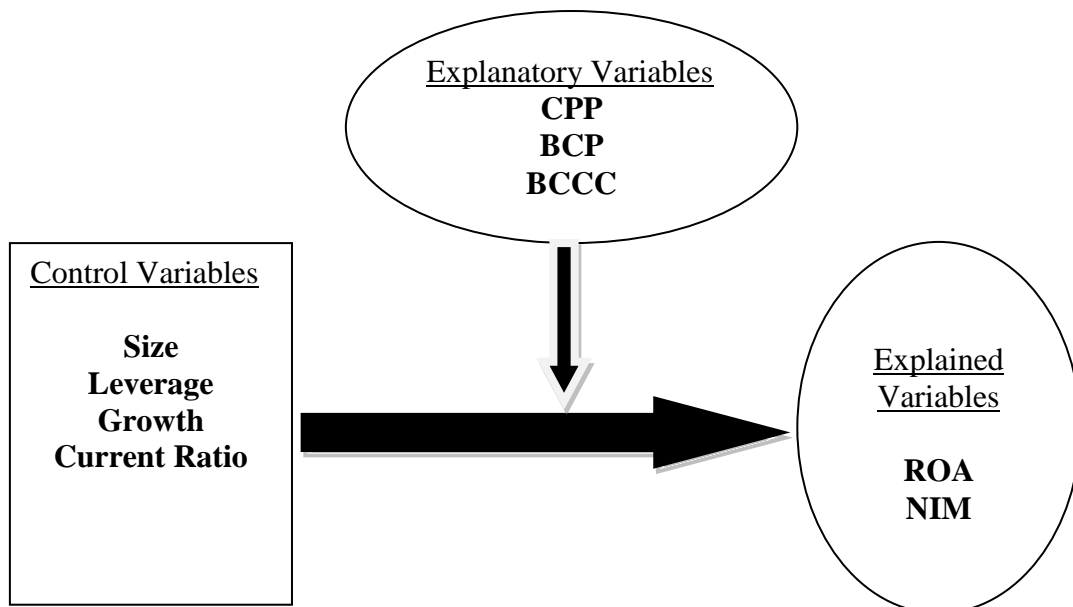 Explanatory Variables
CPP
BCP
BCCC
Control Variables
Size
Leverage
Growth
Current Ratio
Explained
Variables
ROA
NIM